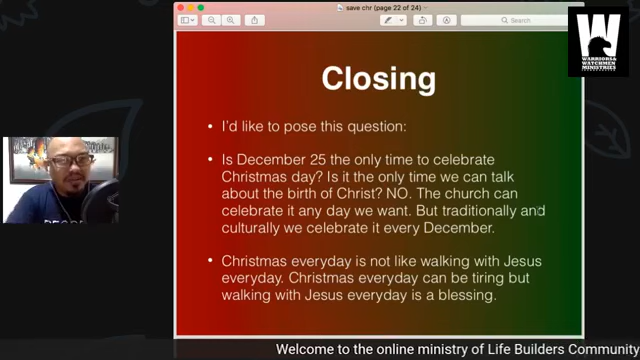 save chr (page 22 of 24)
Search
WARRIORS &
WATCHMEN
MINISTRIES
Closing
• I'd like to pose this question:
• Is December 25 the only time to celebrate
Christmas day? Is it the only time we can talk
about the birth of Christ? NO. The church can
celebrate it any day we want. But traditionally and
culturally we celebrate it every December.
• Christmas everyday is not like walking with Jesus
everyday. Christmas everyday can be tiring but
walking with Jesus everyday is a blessing.
Welcome to the online ministry of Life Builders Community